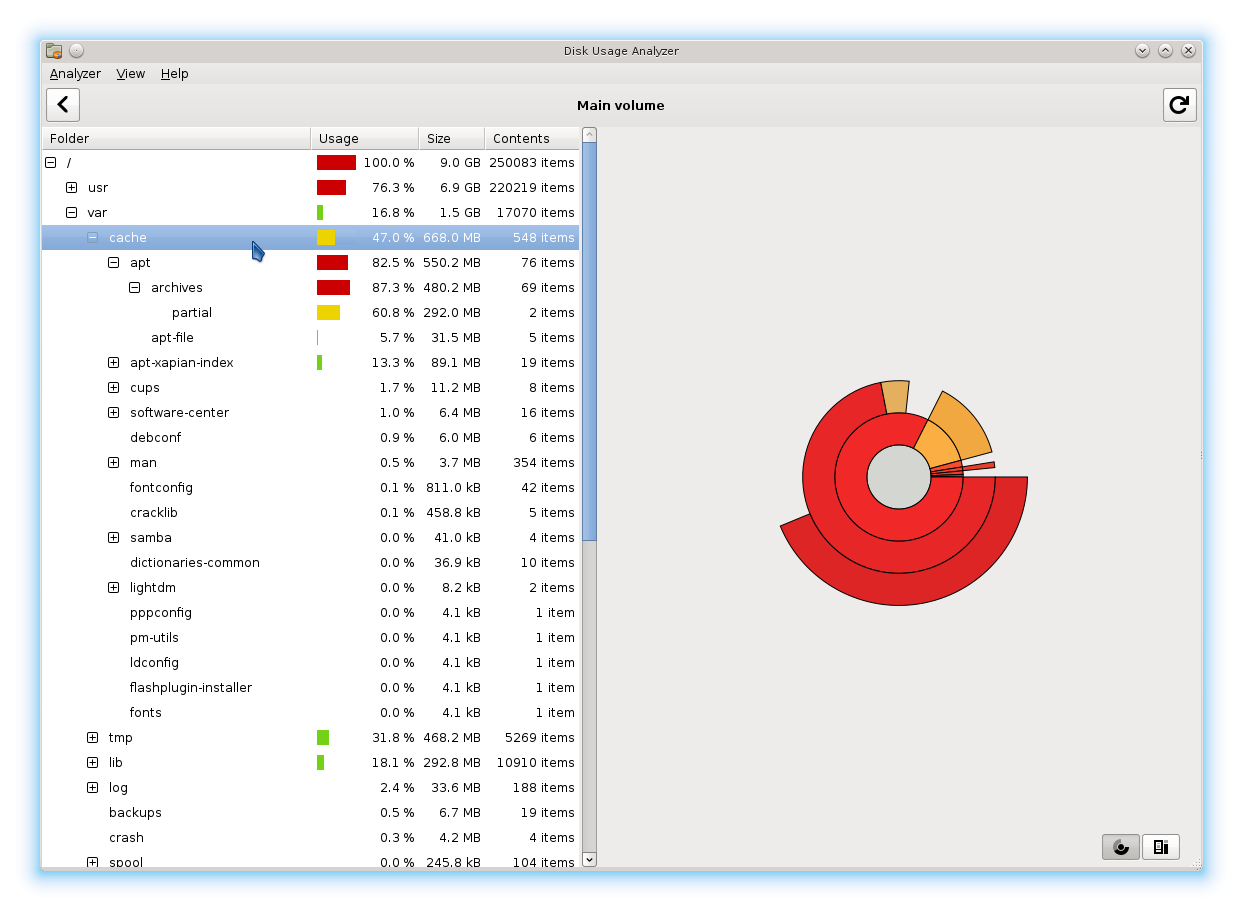 Disk Usage Analyzer
Analyzer View Help
Main volume
Folder Usage Size Contents
/ 100.0 % 9.0 GB 250083 items
usr 76.3 % 6.9 GB 220219 items
var 16.8 % 1.5 GB 17070 items
cache 47.0 % 668.0 MB 548 items
apt 82.5 % 550.2 MB 76 items
archives 87.3 % 480.2 MB 69 items
partial 60.8 % 292.0 MB 2 items
apt-file 5.7 % 31.5 MB 5 items
apt-xapian-index 13.3 % 89.1 MB 19 items
cups 1.7 % 11.2 MB 8 items
software-center 1.0 % 6.4 MB 16 items
debconf 0.9 % 6.0 MB 6 items
man 0.5 % 3.7 MB 354 items
fontconfig 0.1 % 811.0 kB 42 items
cracklib 0.1 % 458.8 kB 5 items
samba 0.0 % 41.0 kB 4 items
dictionaries-common 0.0 % 36.9 kB 10 items
lightdm 0.0 % 8.2 kB 2 items
pppconfig 0.0 % 4.1 kB 1 item
pm-utils 0.0 % 4.1 kB 1 item
ldconfig 0.0 % 4.1 kB 1 item
flashplugin-installer 0.0 % 4.1 kB 1 item
fonts 0.0 % 4.1 kB 1 item
tmp 31.8 % 468.2 MB 5269 items
lib 18.1 % 292.8 MB 10910 items
log 2.4 % 33.6 MB 188 items
backups 0.5 % 6.7 MB 19 items
crash 0.3 % 4.2 MB 4 items
spool 0.0 % 245.8 kB 104 items